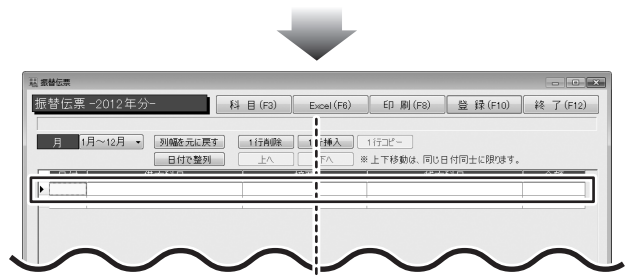 振替伝票
振替伝票 −2012年分−
科 目 (F3)
Excel (F6)
印 刷 (F8)
登 録 (F10)
終 了 (F12)
月
1月～12月
列幅を元に戻す
1行削除
1行挿入
1行コピー
日付で整列
上へ
下へ
※ 上下移動は、同じ日付同士に限ります。